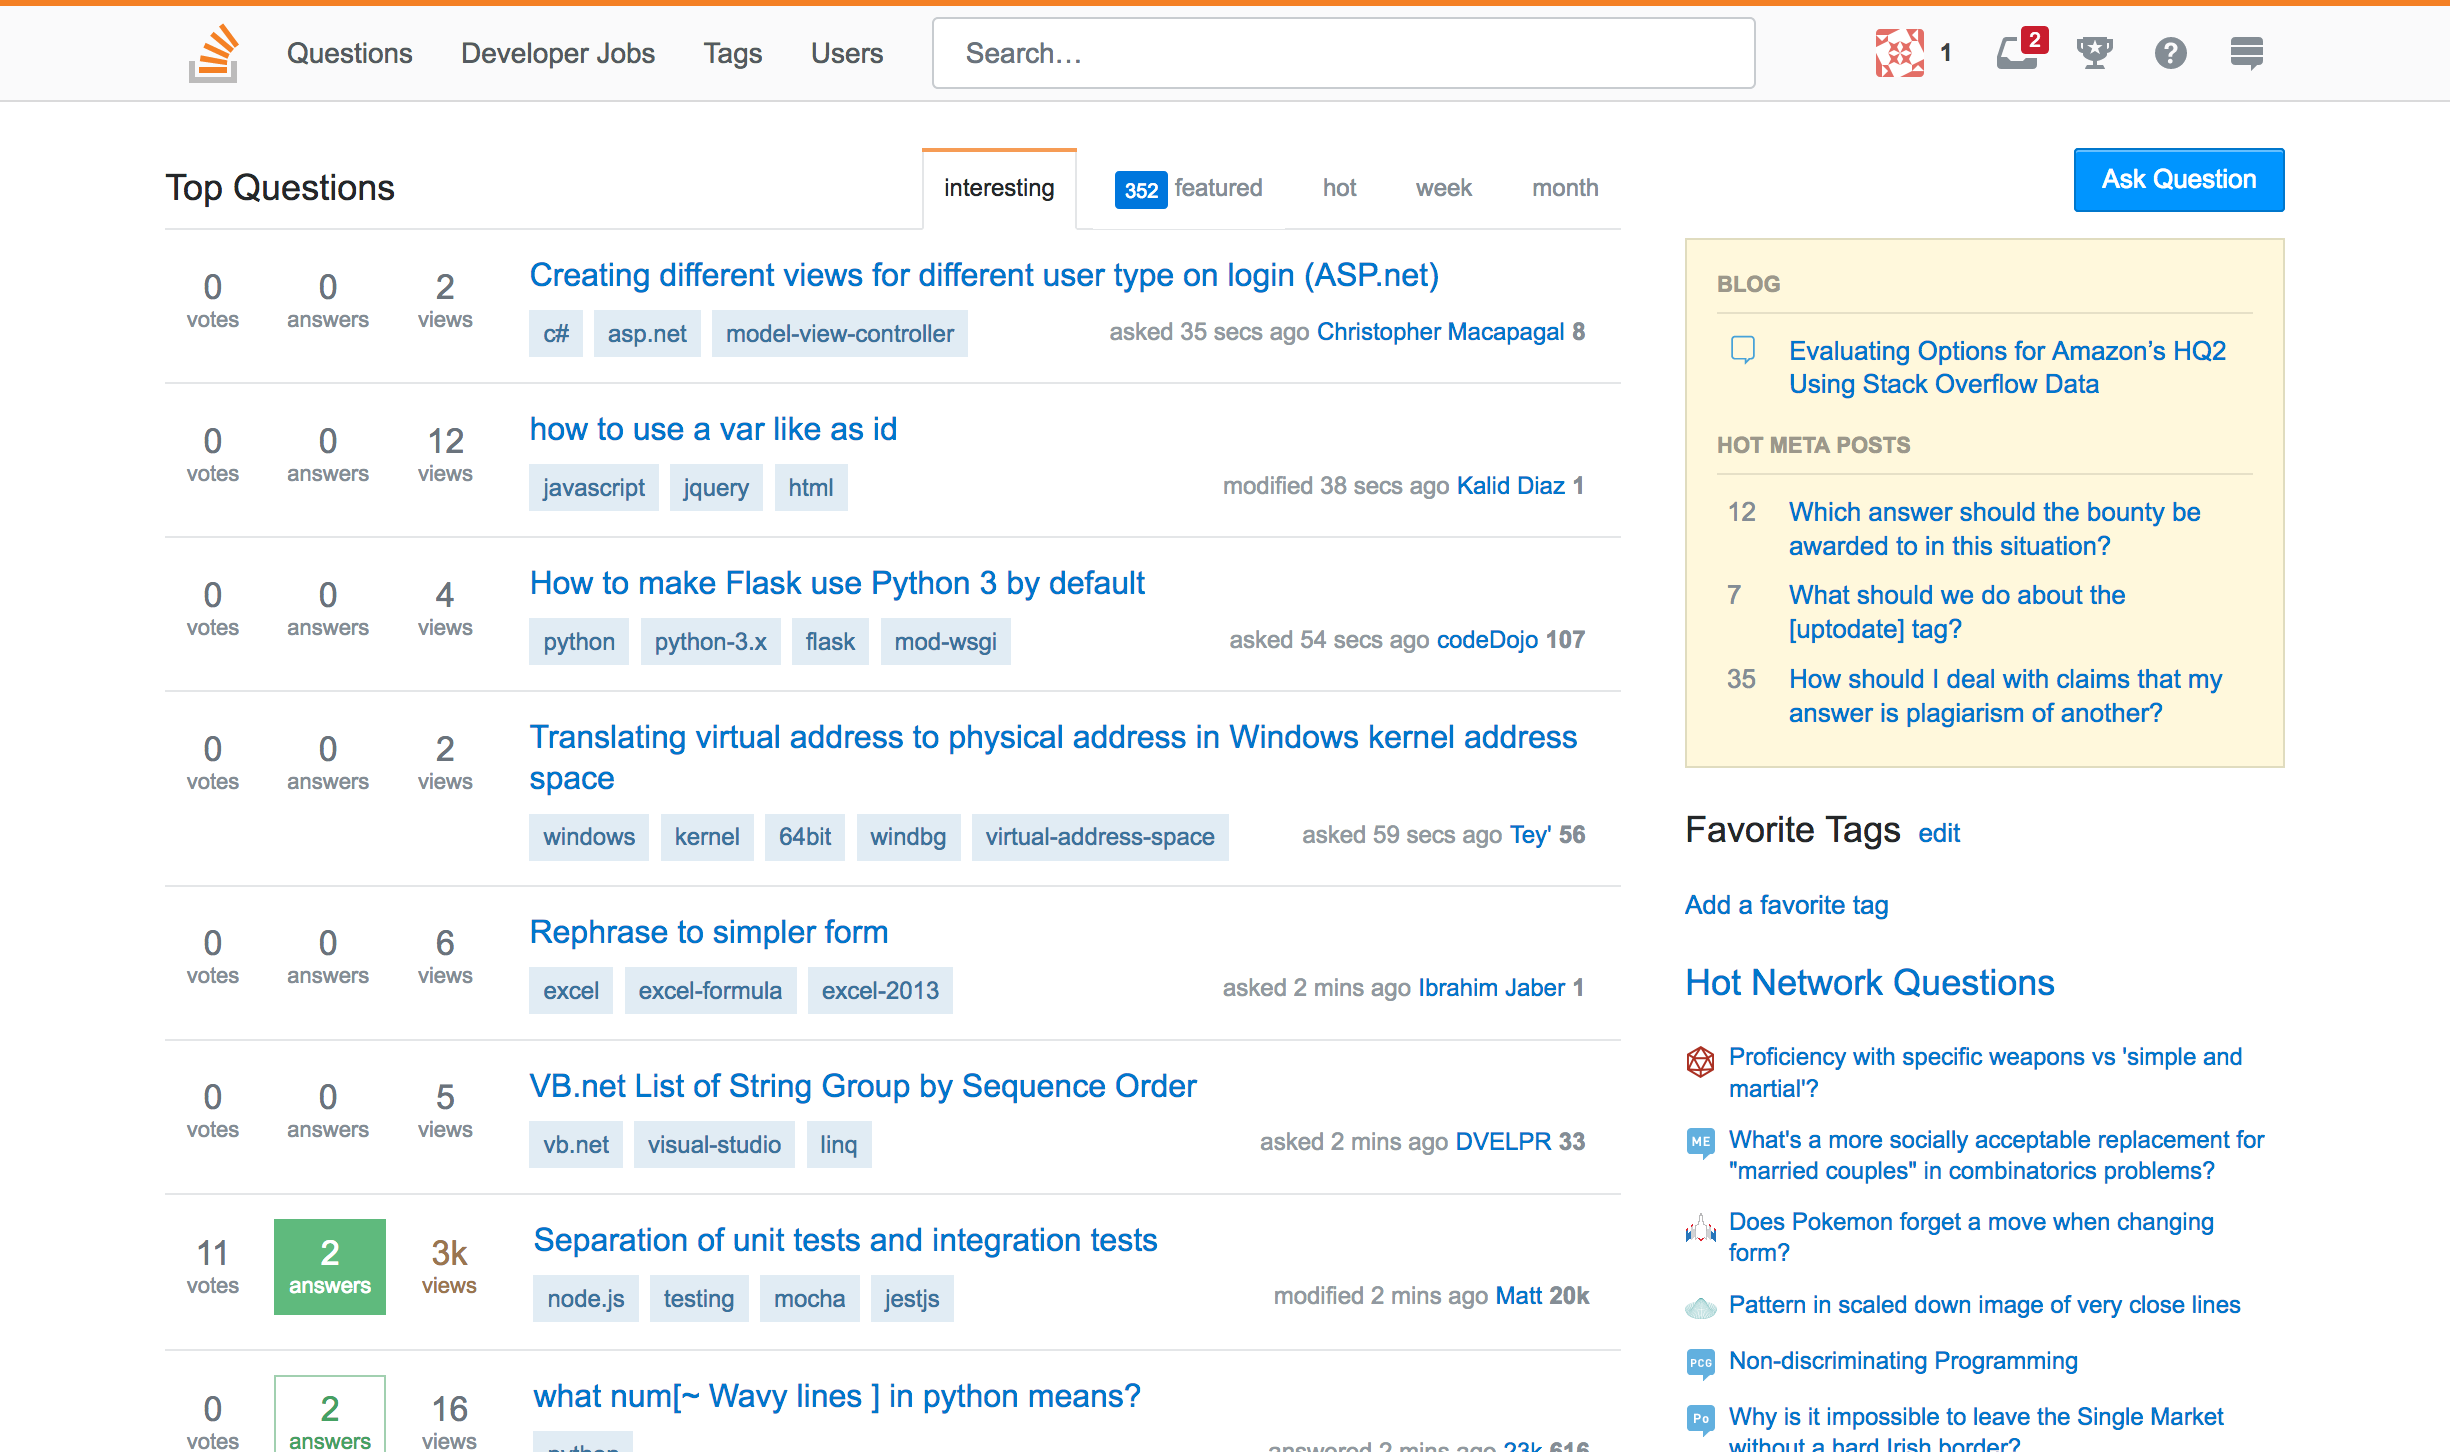 Questions Developer Jobs Tags Users Search… 1 2
Top Questions
interesting 352 featured hot week month
Ask Question
0 votes 0 answers 2 views
Creating different views for different user type on login (ASP.net)
c# asp.net model-view-controller
asked 35 secs ago Christopher Macapagal 8
0 votes 0 answers 12 views
how to use a var like as id
javascript jquery html
modified 38 secs ago Kalid Diaz 1
0 votes 0 answers 4 views
How to make Flask use Python 3 by default
python python-3.x flask mod-wsgi
asked 54 secs ago codeDojo 107
0 votes 0 answers 2 views
Translating virtual address to physical address in Windows kernel address
space
windows kernel 64bit windbg virtual-address-space
asked 59 secs ago Tey' 56
0 votes 0 answers 6 views
Rephrase to simpler form
excel excel-formula excel-2013
asked 2 mins ago Ibrahim Jaber 1
0 votes 0 answers 5 views
VB.net List of String Group by Sequence Order
vb.net visual-studio linq
asked 2 mins ago DVELPR 33
11 votes 2 answers 3k views
Separation of unit tests and integration tests
node.js testing mocha jestjs
modified 2 mins ago Matt 20k
0 votes 2 answers 16 views
what num[~ Wavy lines ] in python means?
python
answered 2 mins ago 23k 616
BLOG
Evaluating Options for Amazon’s HQ2
Using Stack Overflow Data
HOT META POSTS
12 Which answer should the bounty be
awarded to in this situation?
7 What should we do about the
[uptodate] tag?
35 How should I deal with claims that my
answer is plagiarism of another?
Favorite Tags edit
Add a favorite tag
Hot Network Questions
Proficiency with specific weapons vs 'simple and
martial'?
ME What's a more socially acceptable replacement for
"married couples" in combinatorics problems?
Does Pokemon forget a move when changing
form?
Pattern in scaled down image of very close lines
PCG Non-discriminating Programming
Po Why is it impossible to leave the Single Market
without a hard Irish border?